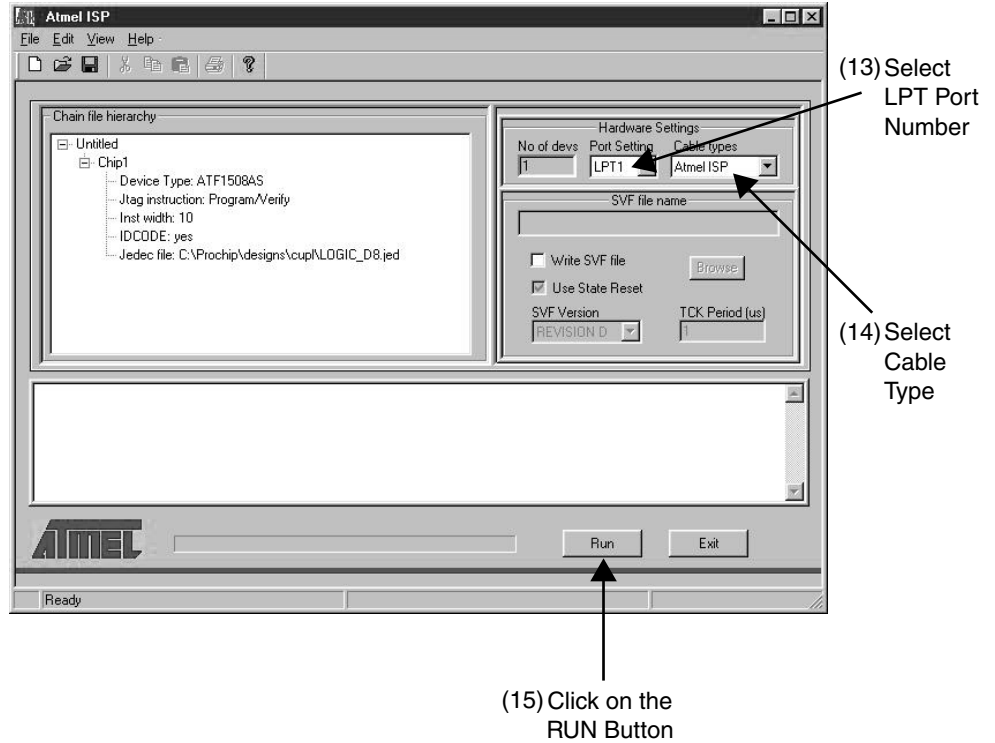 Atmel ISP
File Edit View Help
Chain file hierarchy
Untitled
Chip1
Device Type: ATF1508AS
Jtag instruction: Program/Verify
Inst width: 10
IDCODE: yes
Jedec file: C:\Prochip\designs\cupl\LOGIC_D8.jed
Hardware Settings
No of devs Port Setting Cable types
1 LPT1 Atmel ISP
SVF file name
Write SVF file
Browse
Use State Reset
SVF Version TCK Period (us)
REVISION D 1
ATMEL
Run Exit
Ready
(13) Select
LPT Port
Number
(14) Select
Cable
Type
(15) Click on the
RUN Button